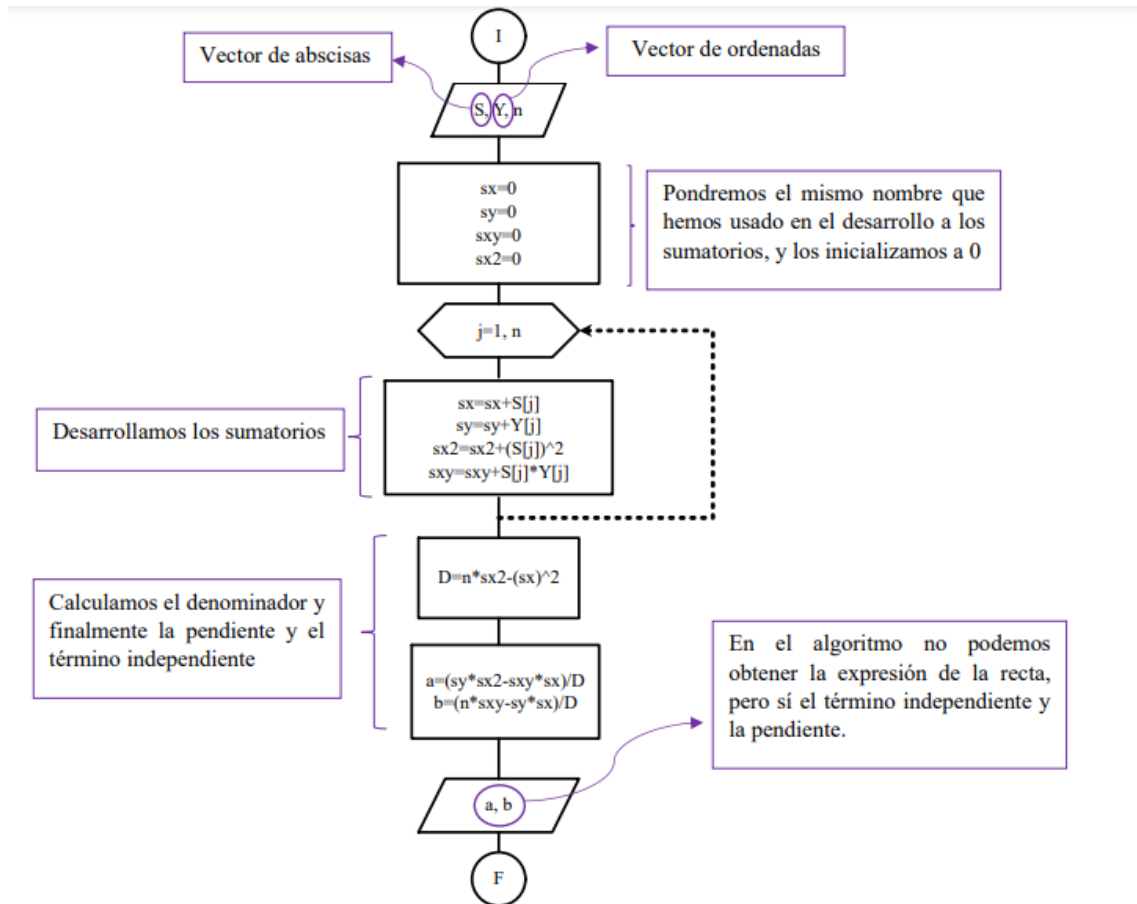 I
Vector de abscisas
Vector de ordenadas
S, Y, n
sx=0
sy=0
sxy=0
sx2=0
Pondremos el mismo nombre que
hemos usado en el desarrollo a los
sumatorios, y los inicializamos a 0
j=1, n
Desarrollamos los sumatorios
sx=sx+S[j]
sy=sy+Y[j]
sx2=sx2+(S[j])^2
sxy=sxy+S[j]*Y[j]
D=n*sx2-(sx)^2
Calculamos el denominador y
finalmente la pendiente y el
término independiente
a=(sy*sx2-sxy*sx)/D
b=(n*sxy-sy*sx)/D
En el algoritmo no podemos
obtener la expresión de la recta,
pero sí el término independiente y
la pendiente.
a, b
F